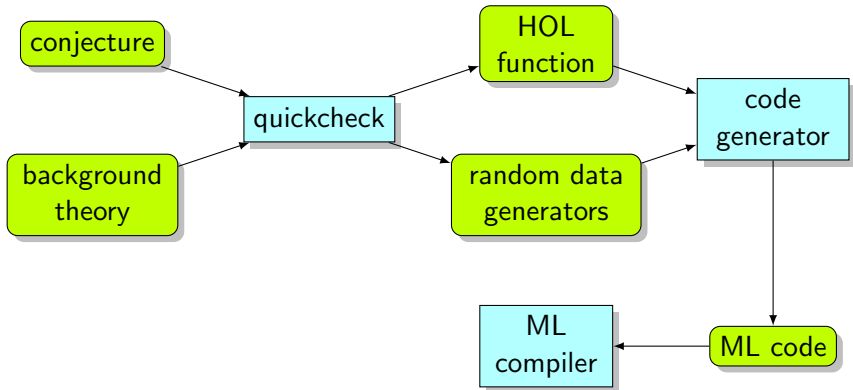 conjecture
background
theory
quickcheck
HOL
function
random data
generators
code
generator
ML code
ML
compiler